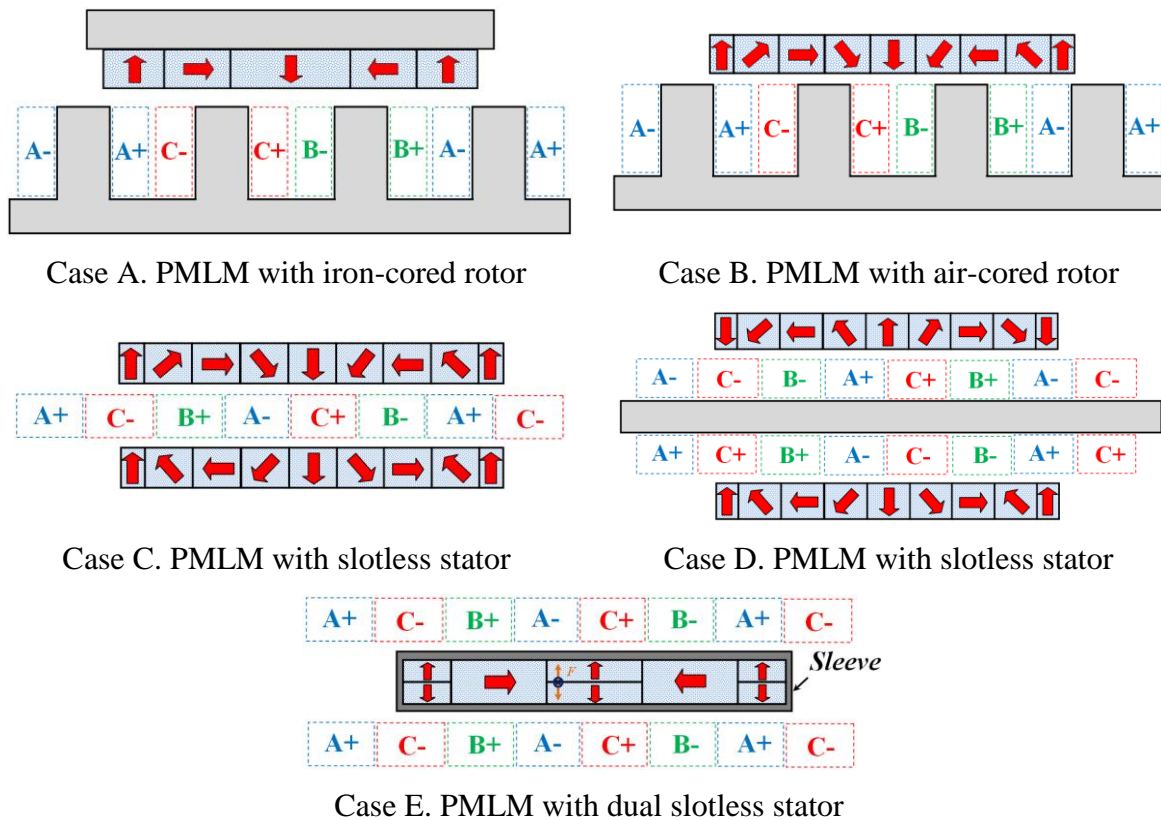 A- A+ C- C+ B- B+ A- A+
Case A. PMLM with iron-cored rotor
A- A+ C- C+ B- B+ A- A+
Case B. PMLM with air-cored rotor
A+ C- B+ A- C+ B- A+ C-
Case C. PMLM with slotless stator
A- C- B- A+ C+ B+ A- C-
A+ C+ B+ A- C- B- A+ C+
Case D. PMLM with slotless stator
A+ C- B+ A- C+ B- A+ C-
F
Sleeve
A+ C- B+ A- C+ B- A+ C-
Case E. PMLM with dual slotless stator